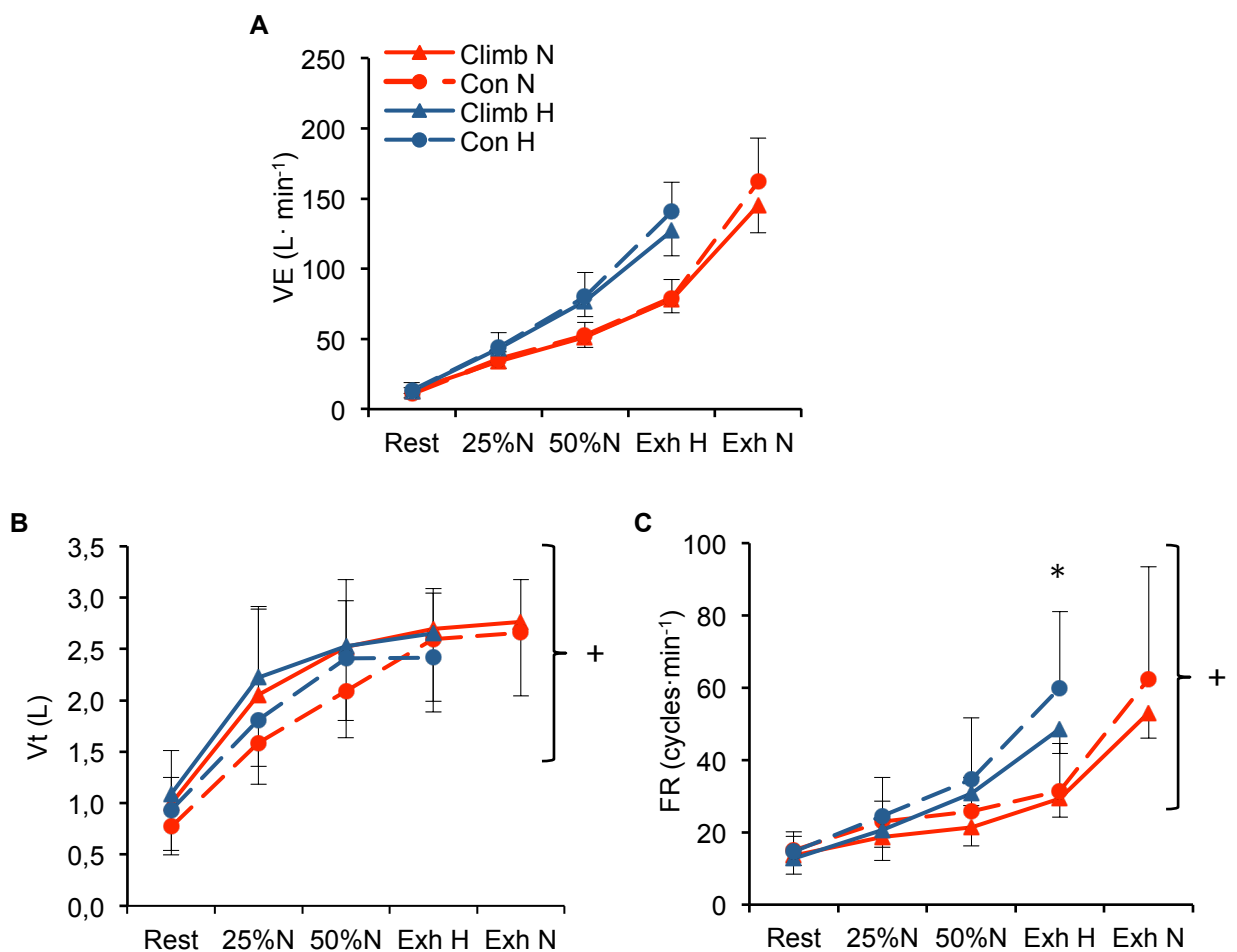 A
Climb N
Con N
Climb H
Con H
250
200
150
100
50
0
VE (L· min⁻¹)
Rest 25%N 50%N Exh H Exh N
B
3,5
3,0
2,5
2,0
1,5
1,0
0,5
0,0
Vt (L)
+
Rest 25%N 50%N Exh H Exh N
C
100
80
60
40
20
0
FR (cycles·min⁻¹)
*
+
Rest 25%N 50%N Exh H Exh N